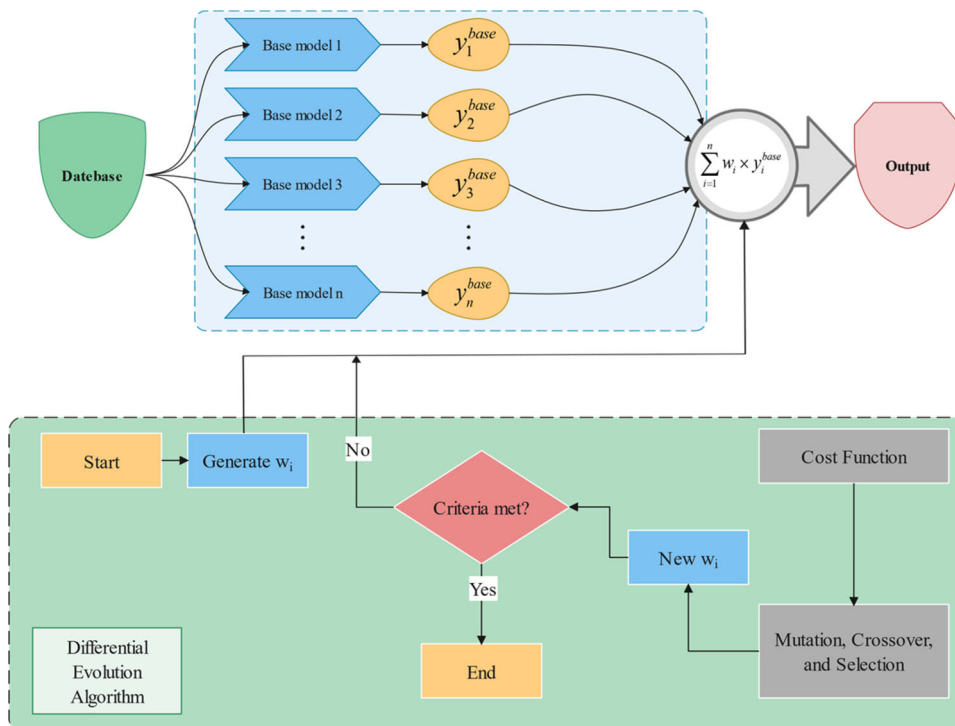 Datebase
Base model 1
y_1^{base}
Base model 2
y_2^{base}
Base model 3
y_3^{base}
⋮ ⋮
Base model n
y_n^{base}
\sum_{i=1}^{n} w_i × y_i^{base}
Output
Start
Generate w_i
No
Criteria met?
Yes
End
New w_i
Cost Function
Mutation, Crossover,
and Selection
Differential
Evolution
Algorithm